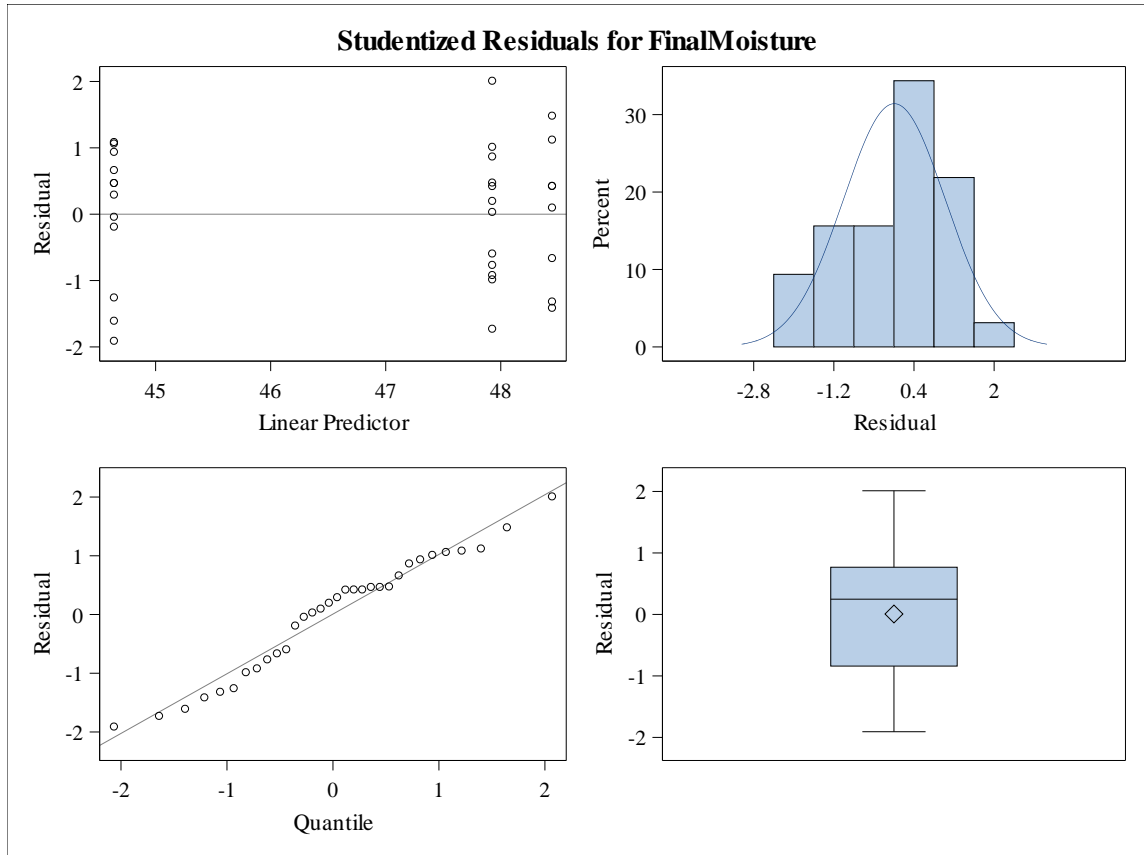 Studentized Residuals for FinalMoisture
2
1
0
-1
-2
Residual
45 46 47 48
Linear Predictor
30
20
10
0
Percent
-2.8 -1.2 0.4 2
Residual
2
1
0
-1
-2
Residual
-2 -1 0 1 2
Quantile
2
1
0
-1
-2
Residual